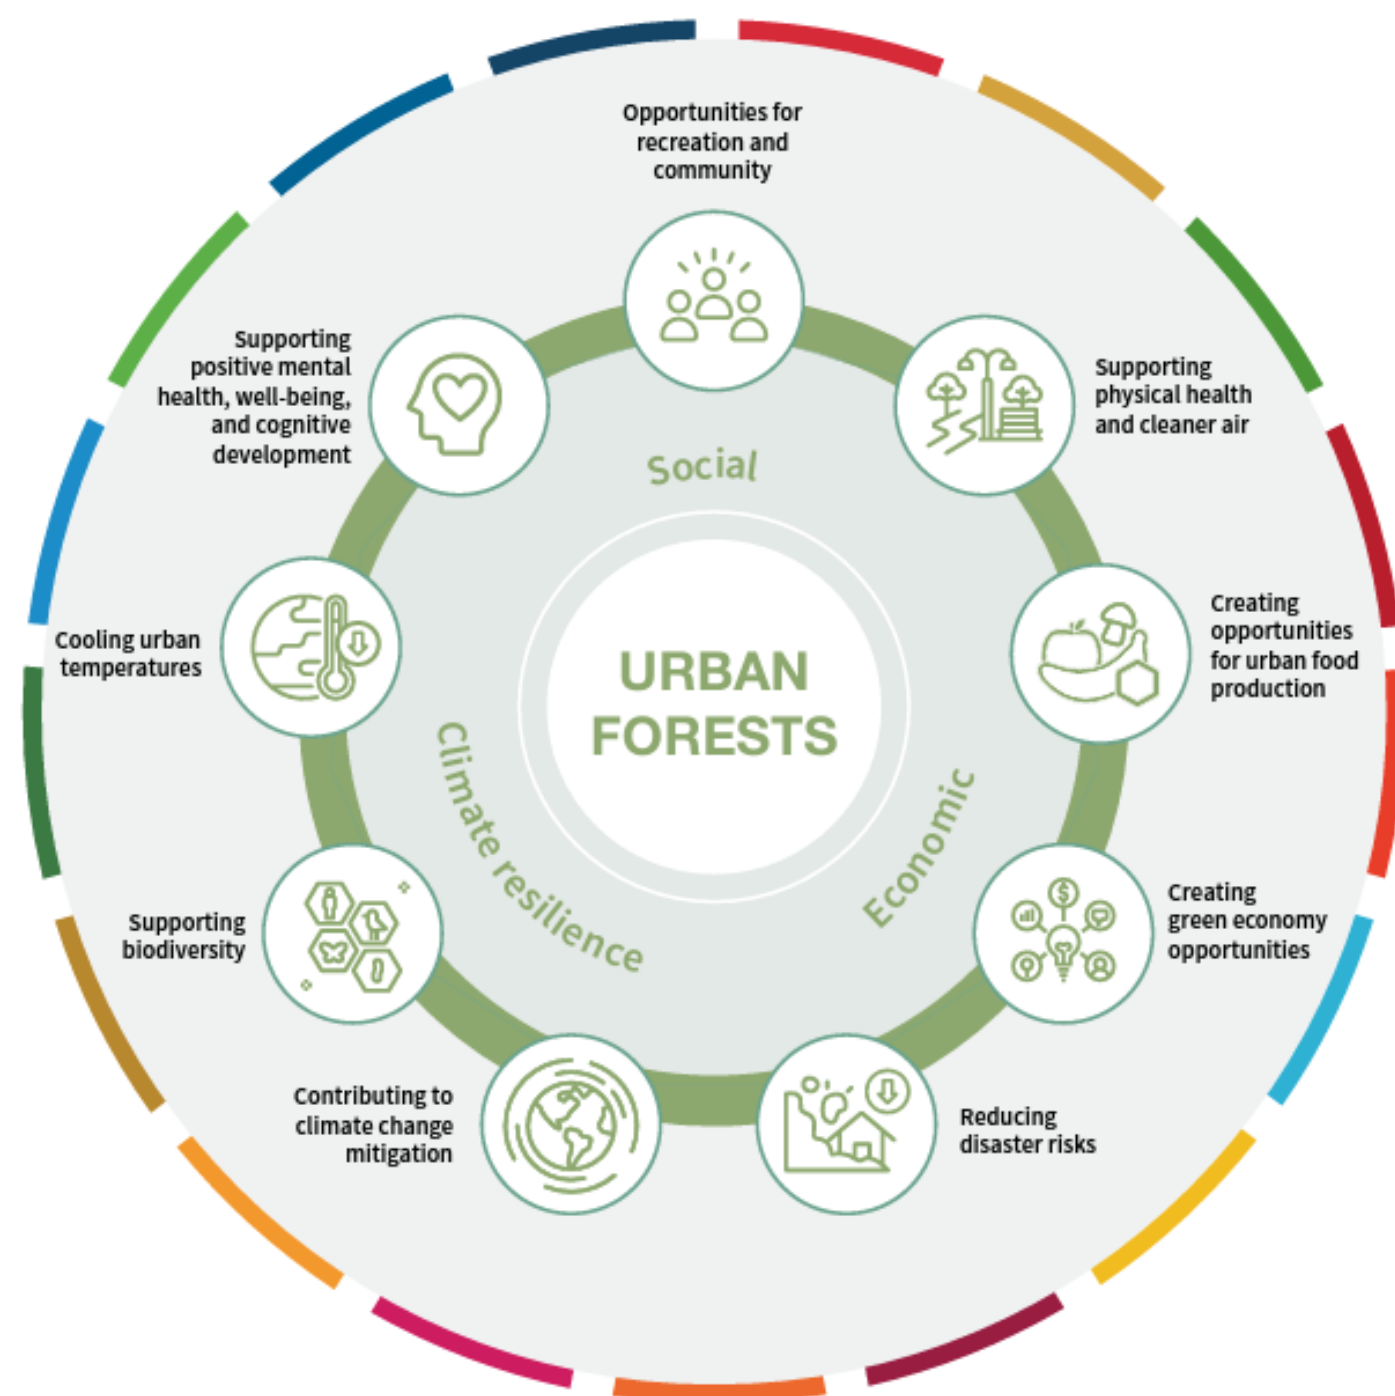 Opportunities for
recreation and
community
Supporting
physical health
and cleaner air
Creating
opportunities
for urban food
production
Creating
green economy
opportunities
Reducing
disaster risks
Contributing to
climate change
mitigation
Supporting
biodiversity
Cooling urban
temperatures
Supporting
positive mental
health, well-being,
and cognitive
development
Social
Economic
Climate resilience
URBAN
FORESTS
$